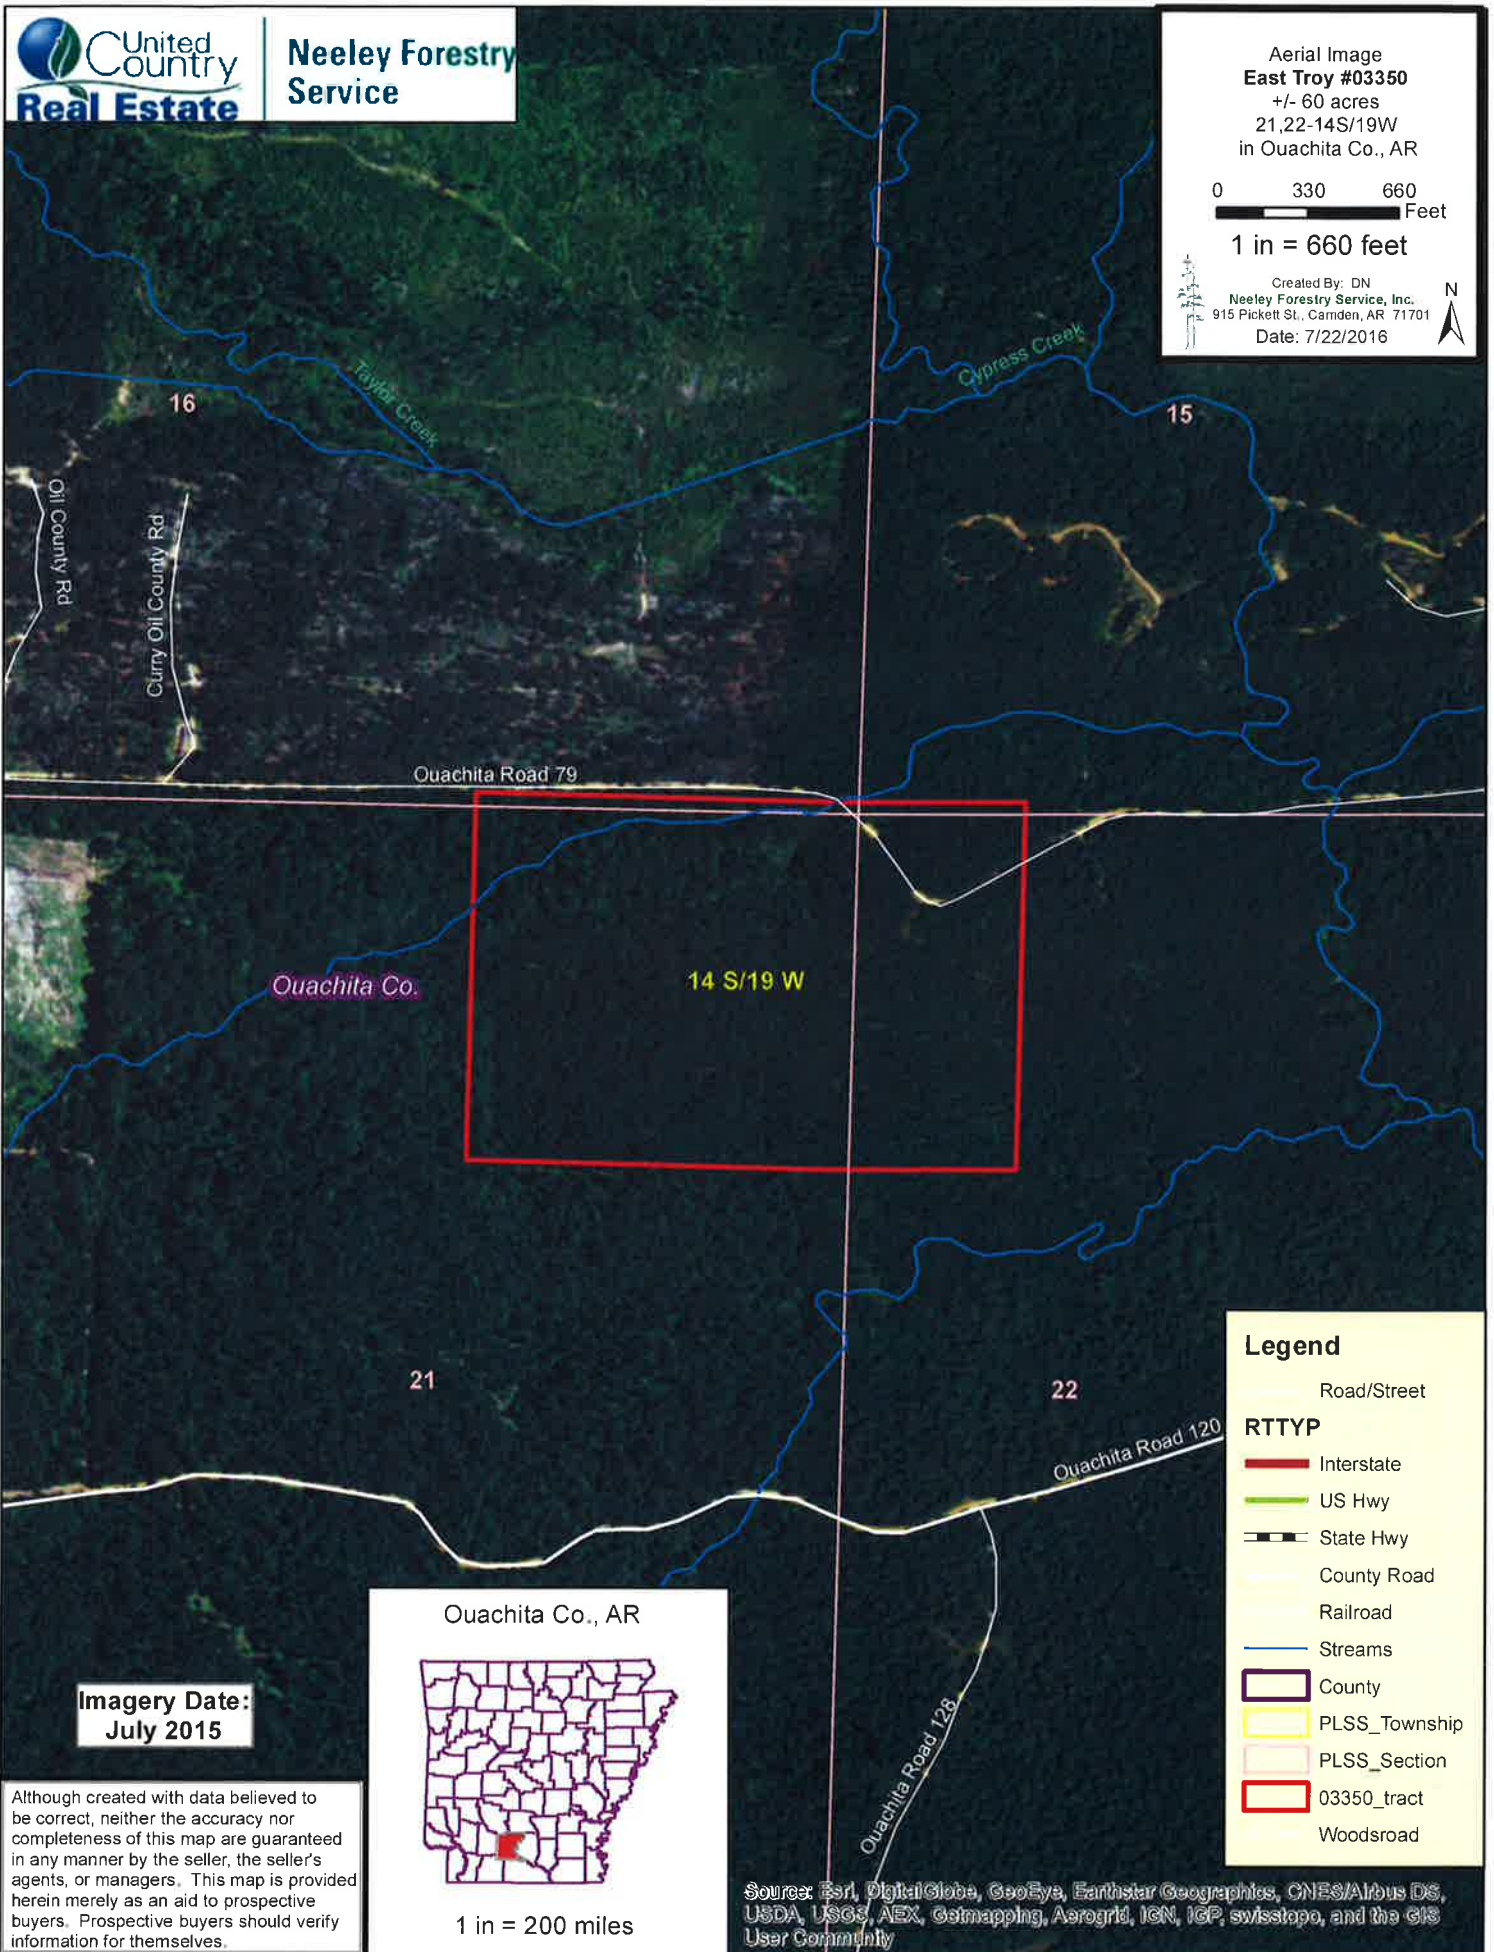 United
Country
Real Estate
Neeley Forestry
Service
Aerial Image
East Troy #03350
+/- 60 acres
21,22-14S/19W
in Ouachita Co., AR
0 330 660
Feet
1 in = 660 feet
Created By: DN
Neeley Forestry Service, Inc.
915 Pickett St., Camden, AR 71701
Date: 7/22/2016
N
Taylor Creek
Cypress Creek
16
15
Oil County Rd
Curry Oil County Rd
Ouachita Road 79
Ouachita Co.
14 S/19 W
21
22
Ouachita Road 120
Ouachita Road 128
Legend
Road/Street
RTTYP
Interstate
US Hwy
State Hwy
County Road
Railroad
Streams
County
PLSS_Township
PLSS_Section
03350_tract
Woodsroad
Imagery Date:
July 2015
Ouachita Co., AR
1 in = 200 miles
Although created with data believed to
be correct, neither the accuracy nor
completeness of this map are guaranteed
in any manner by the seller, the seller's
agents, or managers. This map is provided
herein merely as an aid to prospective
buyers. Prospective buyers should verify
information for themselves.
Source: Esri, DigitalGlobe, GeoEye, Earthstar Geographics, CNES/Airbus DS,
USDA, USGS, AEX, Getmapping, Aerogrid, IGN, IGP, swisstopo, and the GIS
User Community